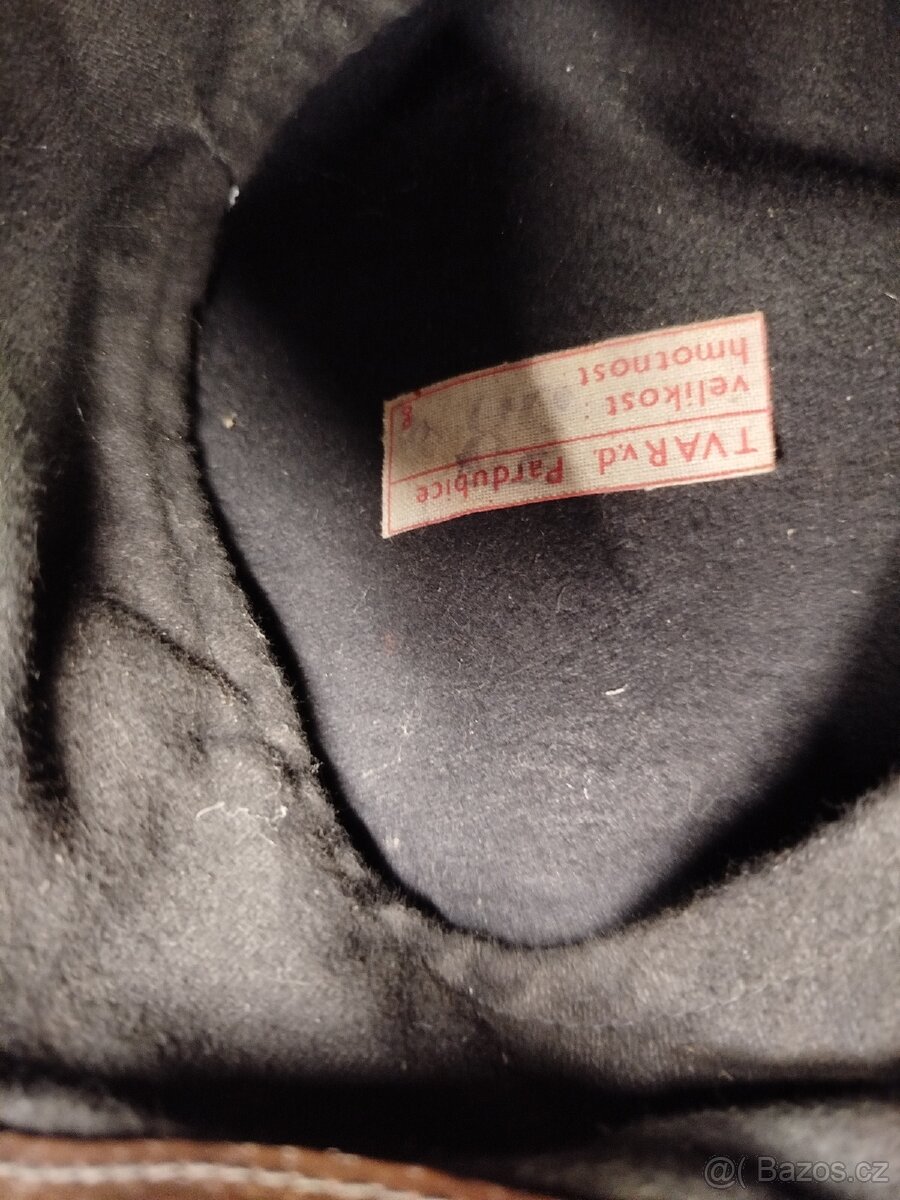 TVAR v.d. Pardubice
velikost:
hmotnost: g
@( Bazos.cz